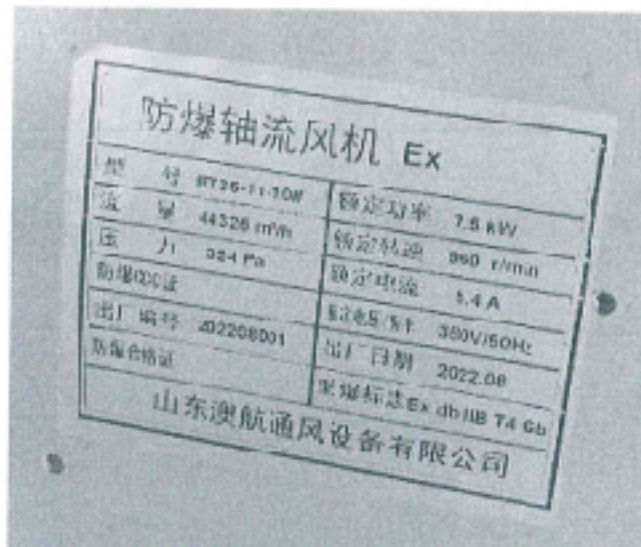 防爆轴流风机 Ex
型 号 额定功率 7.5 kW
流 量 44326 m³/h 额定转速 960 r/min
压 力 Pa 额定电流 A
防爆CCC证 额定电压/频率 380V/50Hz
出厂编号 202208001 出厂日期 2022.08
防爆合格证 防爆标志 Ex db IIB T4 Gb
山东澳航通风设备有限公司